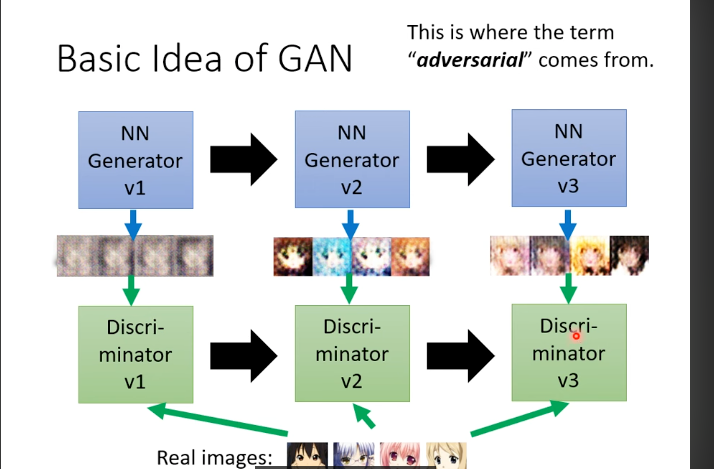 This is where the term
“adversarial” comes from.
Basic Idea of GAN
NN
Generator
v1
NN
Generator
v2
NN
Generator
v3
Discri-
minator
v1
Discri-
minator
v2
Discri-
minator
v3
Real images: